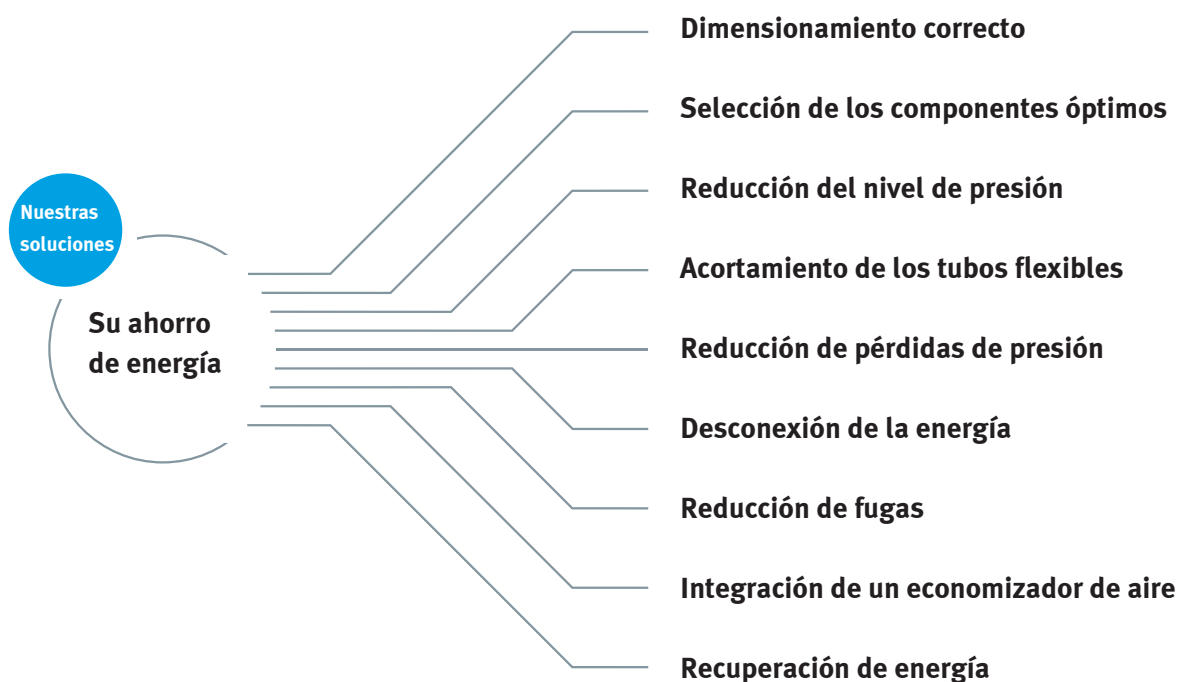 Nuestras
soluciones
Su ahorro
de energía
Dimensionamiento correcto
Selección de los componentes óptimos
Reducción del nivel de presión
Acortamiento de los tubos flexibles
Reducción de pérdidas de presión
Desconexión de la energía
Reducción de fugas
Integración de un economizador de aire
Recuperación de energía